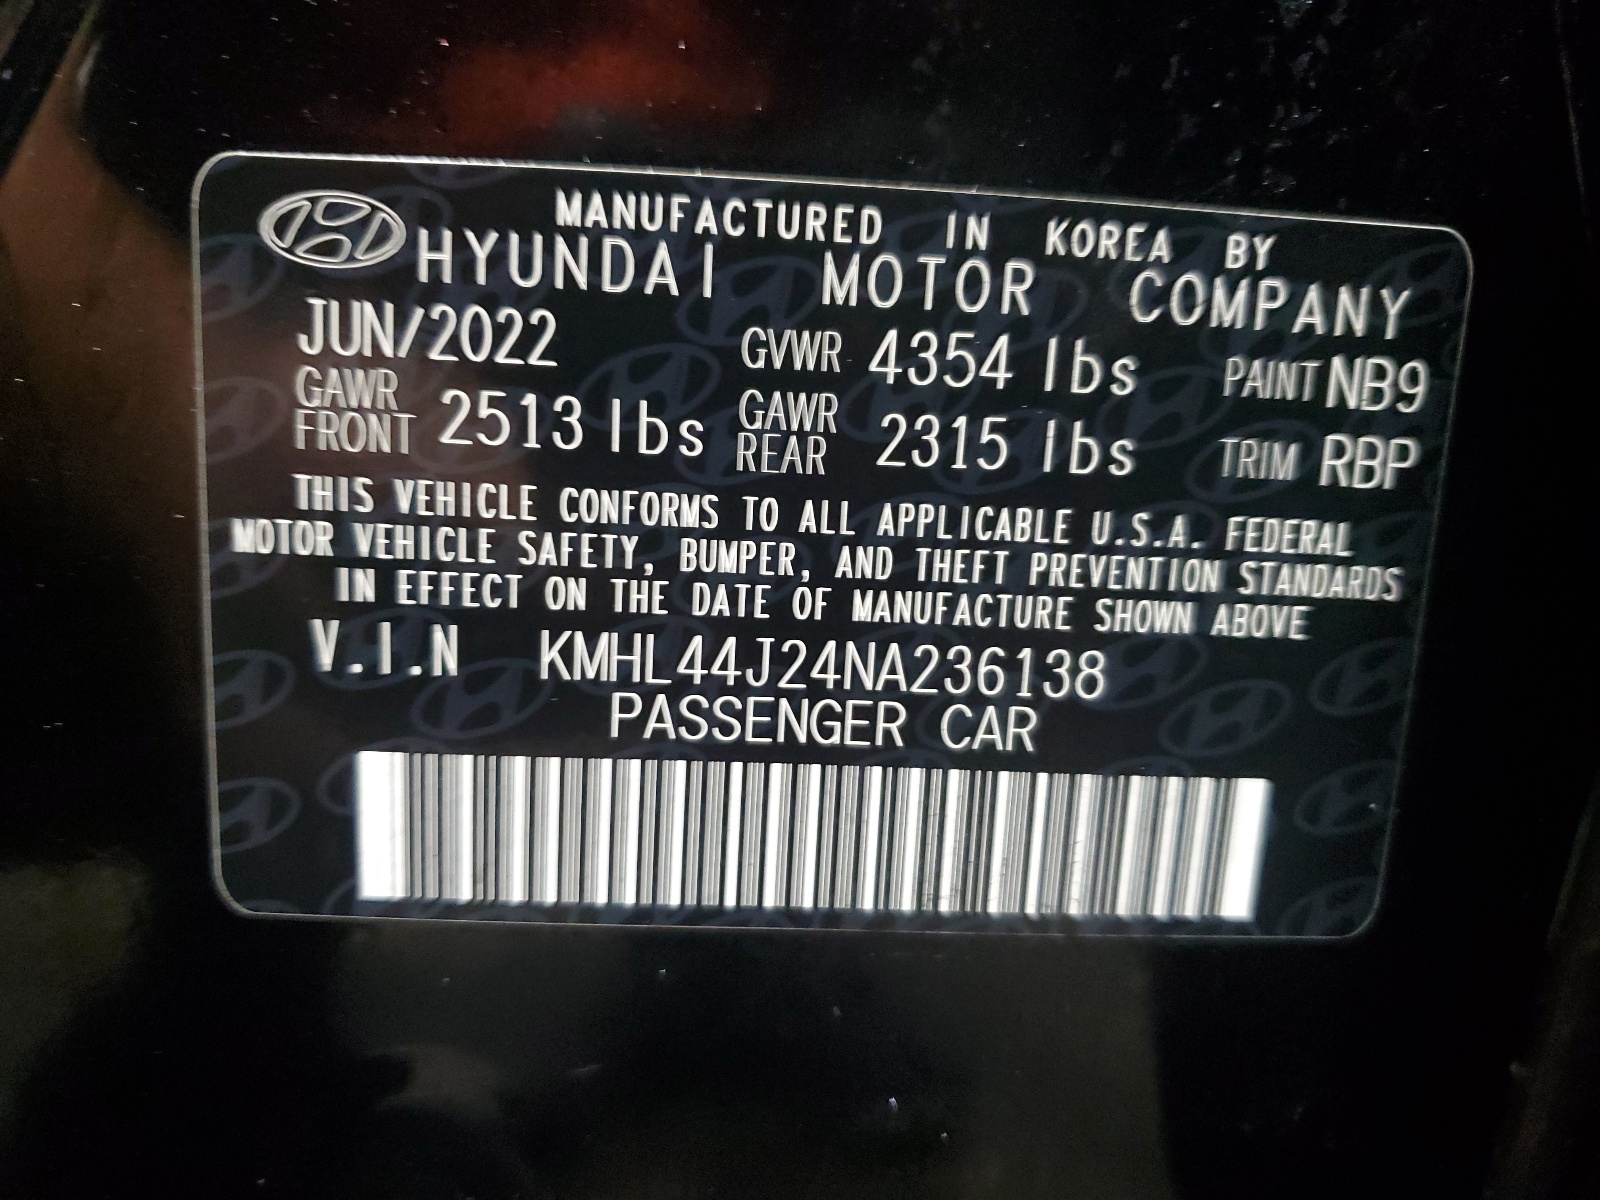 MANUFACTURED IN KOREA BY
HYUNDAI MOTOR COMPANY
JUN/2022 GVWR 4354 lbs PAINT NB9
GAWR FRONT 2513 lbs GAWR REAR 2315 lbs TRIM RBP
THIS VEHICLE CONFORMS TO ALL APPLICABLE U.S.A. FEDERAL
MOTOR VEHICLE SAFETY, BUMPER, AND THEFT PREVENTION STANDARDS
IN EFFECT ON THE DATE OF MANUFACTURE SHOWN ABOVE
V.I.N KMHL44J24NA236138
PASSENGER CAR